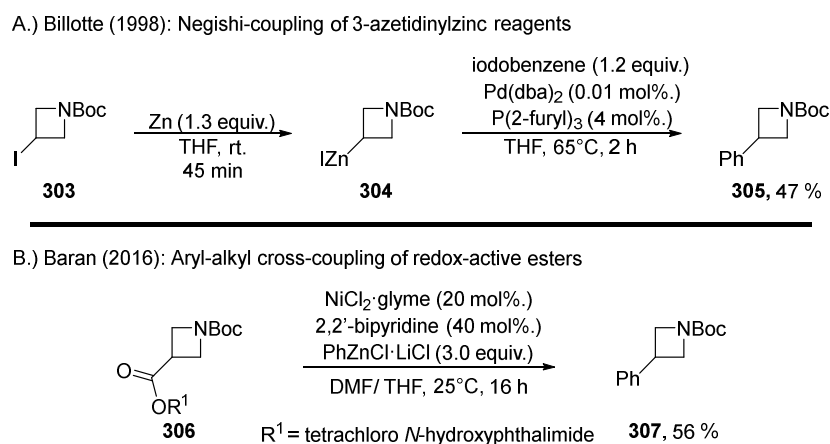 A.) Billotte (1998): Negishi-coupling of 3-azetidinylzinc reagents
NBoc
I
303
Zn (1.3 equiv.)
THF, rt.
45 min
NBoc
IZn
304
iodobenzene (1.2 equiv.)
Pd(dba)2 (0.01 mol%.)
P(2-furyl)3 (4 mol%.)
THF, 65°C, 2 h
NBoc
Ph
305, 47 %
B.) Baran (2016): Aryl-alkyl cross-coupling of redox-active esters
NBoc
O
OR1
306
NiCl2·glyme (20 mol%.)
2,2'-bipyridine (40 mol%.)
PhZnCl·LiCl (3.0 equiv.)
DMF/ THF, 25°C, 16 h
R1 = tetrachloro N-hydroxyphthalimide
NBoc
Ph
307, 56 %